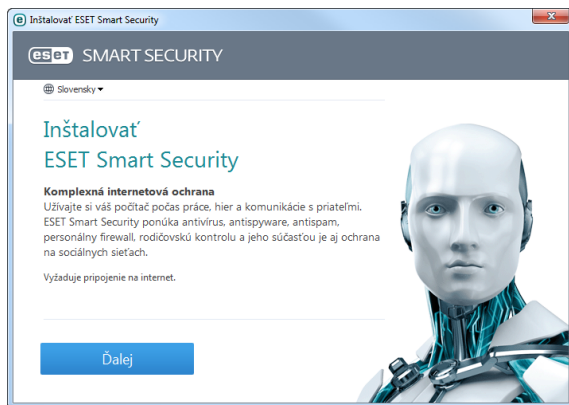 Inštalovať ESET Smart Security
eset SMART SECURITY
Slovensky
Inštalovať
ESET Smart Security
Komplexná internetová ochrana
Užívajte si váš počítač počas práce, hier a komunikácie s priateľmi.
ESET Smart Security ponúka antivírus, antispyware, antispam,
personálny firewall, rodičovskú kontrolu a jeho súčasťou je aj ochrana
na sociálnych sieťach.
Vyžaduje pripojenie na internet.
Ďalej